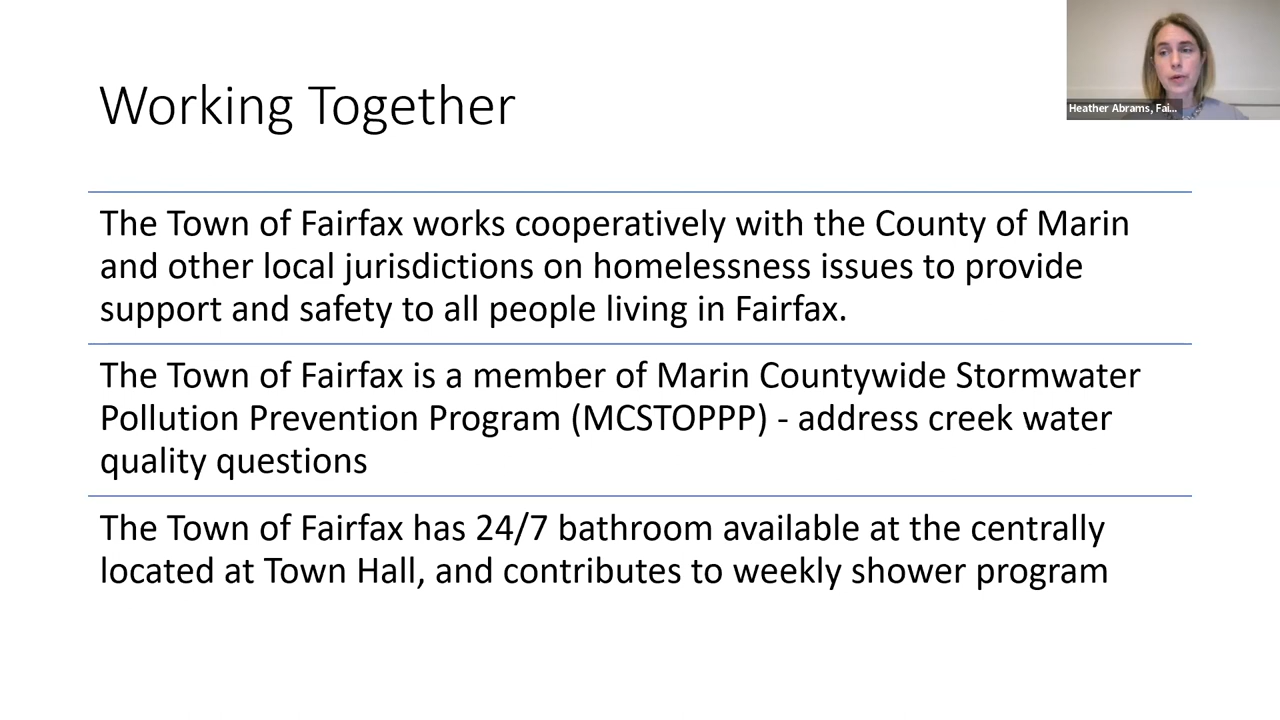 Working Together
Heather Abrams, Fai...
The Town of Fairfax works cooperatively with the County of Marin
and other local jurisdictions on homelessness issues to provide
support and safety to all people living in Fairfax.
The Town of Fairfax is a member of Marin Countywide Stormwater
Pollution Prevention Program (MCSTOPPP) - address creek water
quality questions
The Town of Fairfax has 24/7 bathroom available at the centrally
located at Town Hall, and contributes to weekly shower program